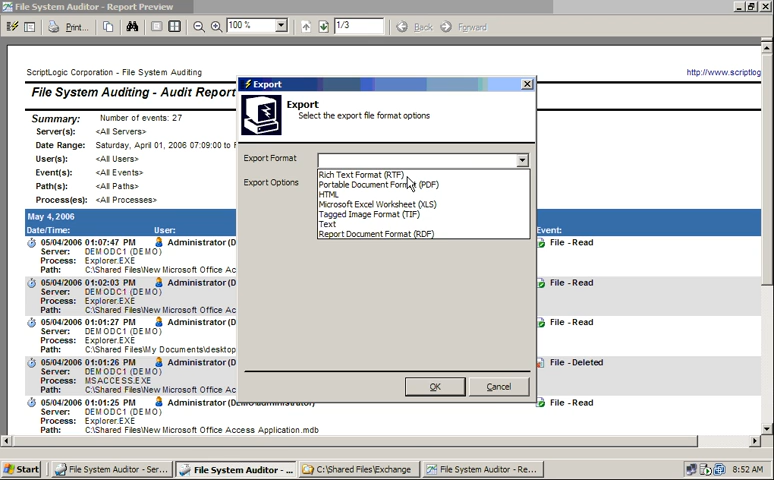 File System Auditor - Report Preview
Print... 100 % 1/3 Back Forward
ScriptLogic Corporation - File System Auditing http://www.scriptlog
File System Auditing - Audit Report
Summary: Number of events: 27
Server(s): <All Servers>
Date Range: Saturday, April 01, 2006 07:09:00 to
User(s): <All Users>
Event(s): <All Events>
Path(s): <All Paths>
Process(es): <All Processes>
May 4, 2006
Date/Time: User: Event:
05/04/2006 01:07:47 PM Administrator (D File - Read
Server: DEMODC1 (DEMO)
Process: Explorer.EXE
Path: C:\Shared Files\New Microsoft Office Ac
05/04/2006 01:02:03 PM Administrator (D File - Read
Server: DEMODC1 (DEMO)
Process: Explorer.EXE
Path: C:\Shared Files\New Microsoft Office Ac
05/04/2006 01:01:27 PM Administrator (D File - Read
Server: DEMODC1 (DEMO)
Process: Explorer.EXE
Path: C:\Shared Files\My Documents\desktop
05/04/2006 01:01:26 PM Administrator (D File - Deleted
Server: DEMODC1 (DEMO)
Process: MSACCESS.EXE
Path: C:\Shared Files\New Microsoft Office Ac
05/04/2006 01:01:25 PM Administrator (D File - Read
Server: DEMODC1 (DEMO)
Process: Explorer.EXE
Path: C:\Shared Files\New Microsoft Office Access Application.mdb
Export
Export
Select the export file format options
Export Format
Export Options
Rich Text Format (RTF)
Portable Document Format (PDF)
HTML
Microsoft Excel Worksheet (XLS)
Tagged Image Format (TIF)
Text
Report Document Format (RDF)
OK Cancel
Start File System Auditor - Ser... File System Auditor - ... C:\Shared Files\Exchange File System Auditor - Re... 8:52 AM